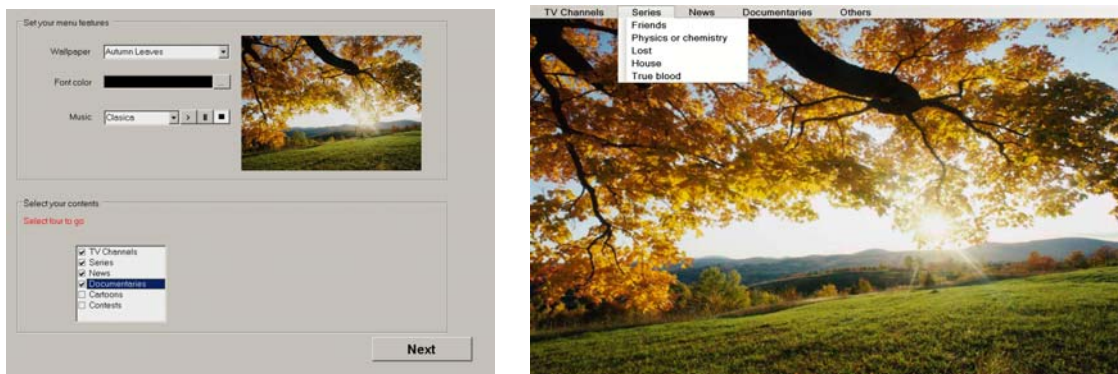 Set your menu features
Wallpaper Autumn Leaves
Font color ...
Music Clasica
Select your contents
Select four to go
TV Channels
Series
News
Documentaries
Cartoons
Contests
Next
TV Channels Series News Documentaries Others
Friends
Physics or chemistry
Lost
House
True blood